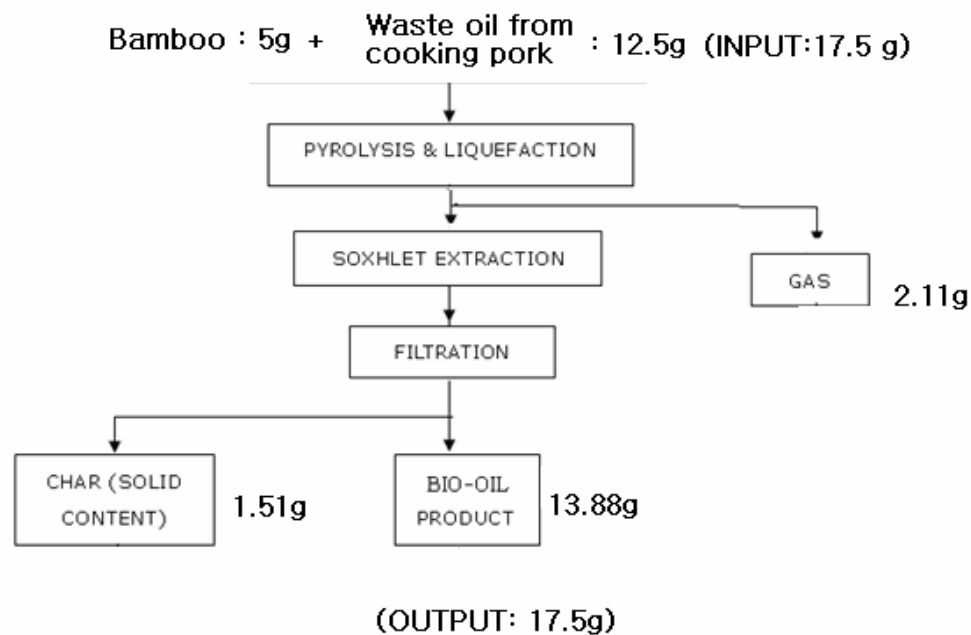 Bamboo : 5g + Waste oil from cooking pork : 12.5g (INPUT:17.5 g)
PYROLYSIS & LIQUEFACTION
SOXHLET EXTRACTION
GAS
2.11g
FILTRATION
CHAR (SOLID
CONTENT)
1.51g
BIO-OIL
PRODUCT
13.88g
(OUTPUT: 17.5g)